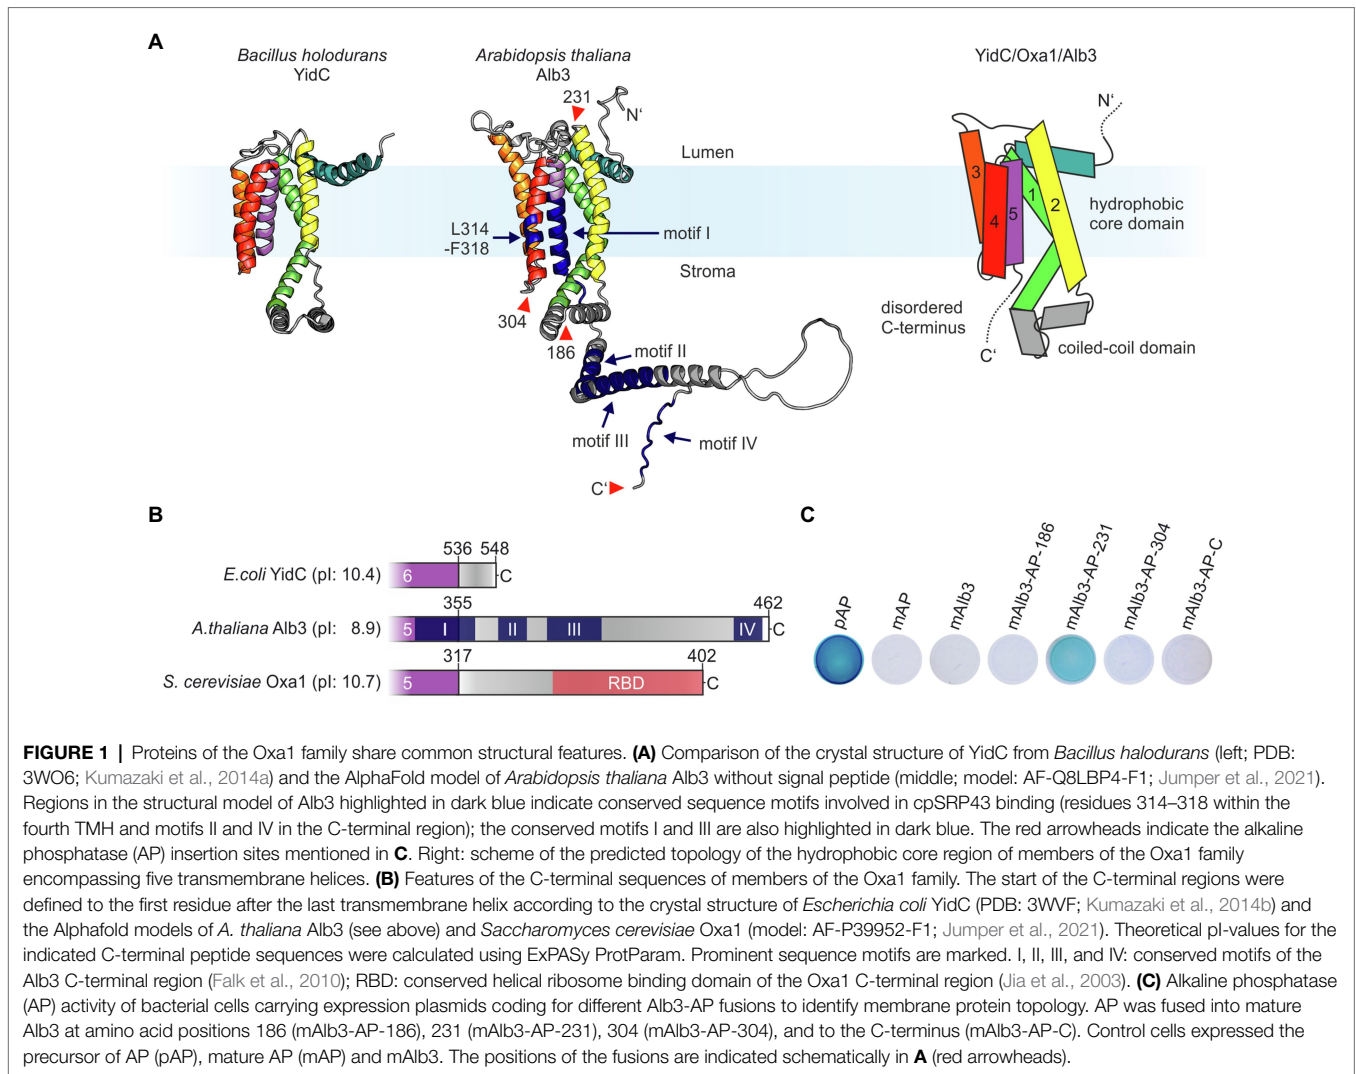 A
Bacillus holodurans
YidC
Arabidopsis thaliana
Alb3
YidC/Oxa1/Alb3
231
N‘
N‘
Lumen
3
4
5
1
2
hydrophobic
core domain
L314
-F318
motif I
Stroma
304
186
disordered
C-terminus
C‘
coiled-coil domain
motif II
motif III
motif IV
C‘
B
536 548
E.coli YidC (pI: 10.4) 6 C
355 462
A.thaliana Alb3 (pI: 8.9) 5 I II III IV C
317 402
S. cerevisiae Oxa1 (pI: 10.7) 5 RBD C
C
pAP
mAP
mAlb3
mAlb3-AP-186
mAlb3-AP-231
mAlb3-AP-304
mAlb3-AP-C
FIGURE 1 | Proteins of the Oxa1 family share common structural features. (A) Comparison of the crystal structure of YidC from Bacillus halodurans (left; PDB:
3WO6; Kumazaki et al., 2014a) and the AlphaFold model of Arabidopsis thaliana Alb3 without signal peptide (middle; model: AF-Q8LBP4-F1; Jumper et al., 2021).
Regions in the structural model of Alb3 highlighted in dark blue indicate conserved sequence motifs involved in cpSRP43 binding (residues 314–318 within the
fourth TMH and motifs II and IV in the C-terminal region); the conserved motifs I and III are also highlighted in dark blue. The red arrowheads indicate the alkaline
phosphatase (AP) insertion sites mentioned in C. Right: scheme of the predicted topology of the hydrophobic core region of members of the Oxa1 family
encompassing five transmembrane helices. (B) Features of the C-terminal sequences of members of the Oxa1 family. The start of the C-terminal regions were
defined to the first residue after the last transmembrane helix according to the crystal structure of Escherichia coli YidC (PDB: 3WVF; Kumazaki et al., 2014b) and
the Alphafold models of A. thaliana Alb3 (see above) and Saccharomyces cerevisiae Oxa1 (model: AF-P39952-F1; Jumper et al., 2021). Theoretical pI-values for the
indicated C-terminal peptide sequences were calculated using ExPASy ProtParam. Prominent sequence motifs are marked. I, II, III, and IV: conserved motifs of the
Alb3 C-terminal region (Falk et al., 2010); RBD: conserved helical ribosome binding domain of the Oxa1 C-terminal region (Jia et al., 2003). (C) Alkaline phosphatase
(AP) activity of bacterial cells carrying expression plasmids coding for different Alb3-AP fusions to identify membrane protein topology. AP was fused into mature
Alb3 at amino acid positions 186 (mAlb3-AP-186), 231 (mAlb3-AP-231), 304 (mAlb3-AP-304), and to the C-terminus (mAlb3-AP-C). Control cells expressed the
precursor of AP (pAP), mature AP (mAP) and mAlb3. The positions of the fusions are indicated schematically in A (red arrowheads).